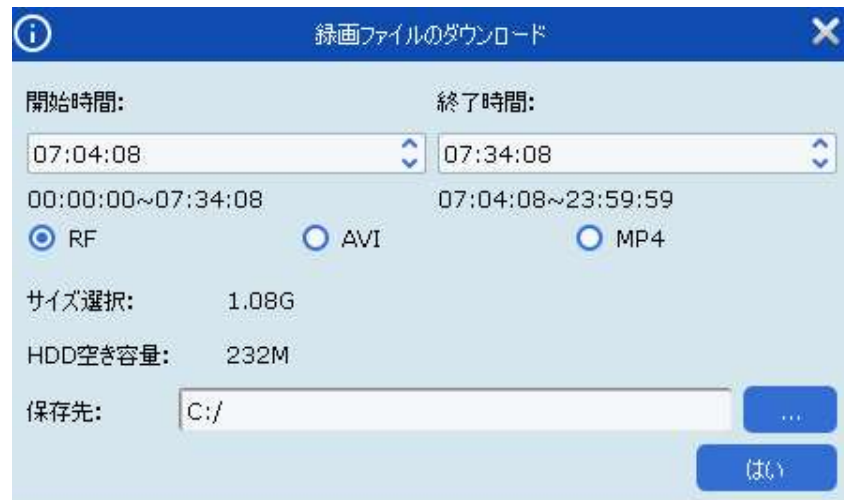 録画ファイルのダウンロード
開始時間: 終了時間:
07:04:08 07:34:08
00:00:00~07:34:08 07:04:08~23:59:59
RF AVI MP4
サイズ選択: 1.08G
HDD空き容量: 232M
保存先: C:/ ...
はい